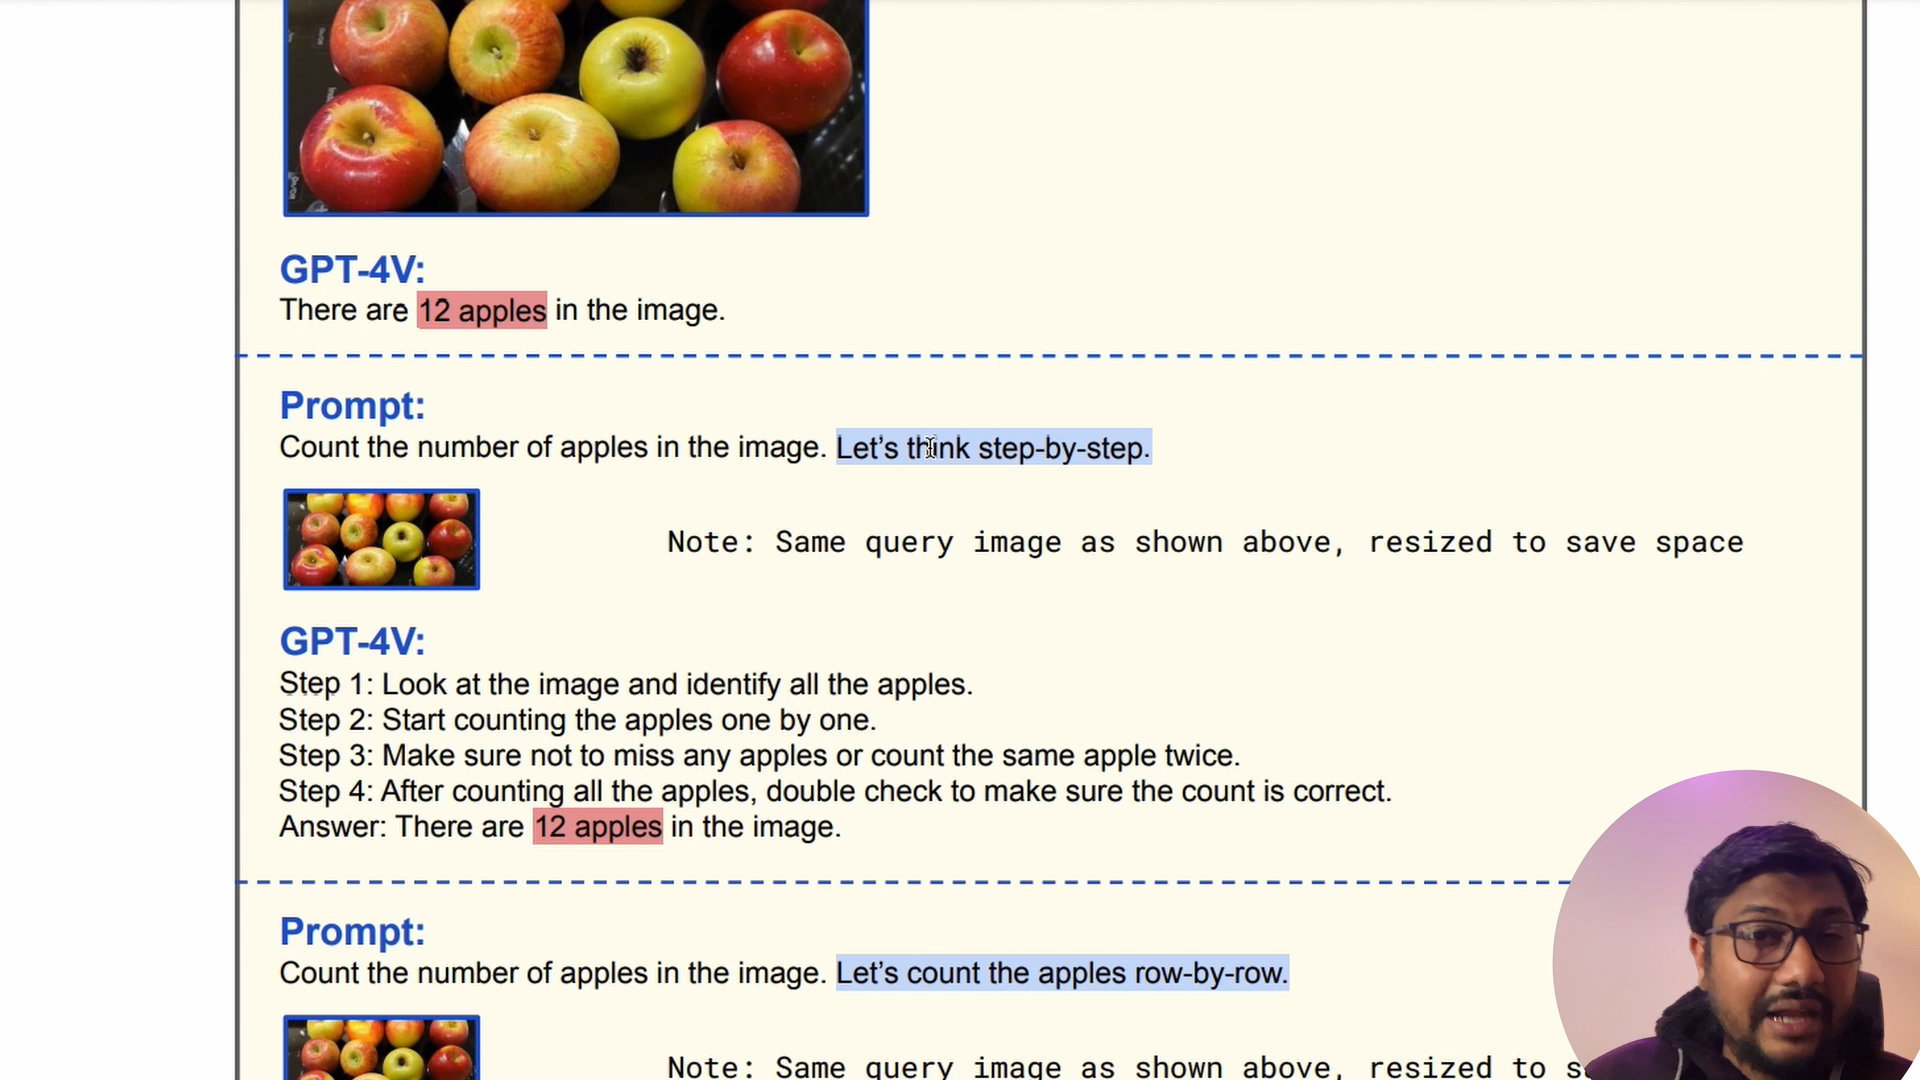 GPT-4V:
There are 12 apples in the image.
Prompt:
Count the number of apples in the image. Let's think step-by-step.
Note: Same query image as shown above, resized to save space
GPT-4V:
Step 1: Look at the image and identify all the apples.
Step 2: Start counting the apples one by one.
Step 3: Make sure not to miss any apples or count the same apple twice.
Step 4: After counting all the apples, double check to make sure the count is correct.
Answer: There are 12 apples in the image.
Prompt:
Count the number of apples in the image. Let's count the apples row-by-row.
Note: Same query image as shown above, resized to